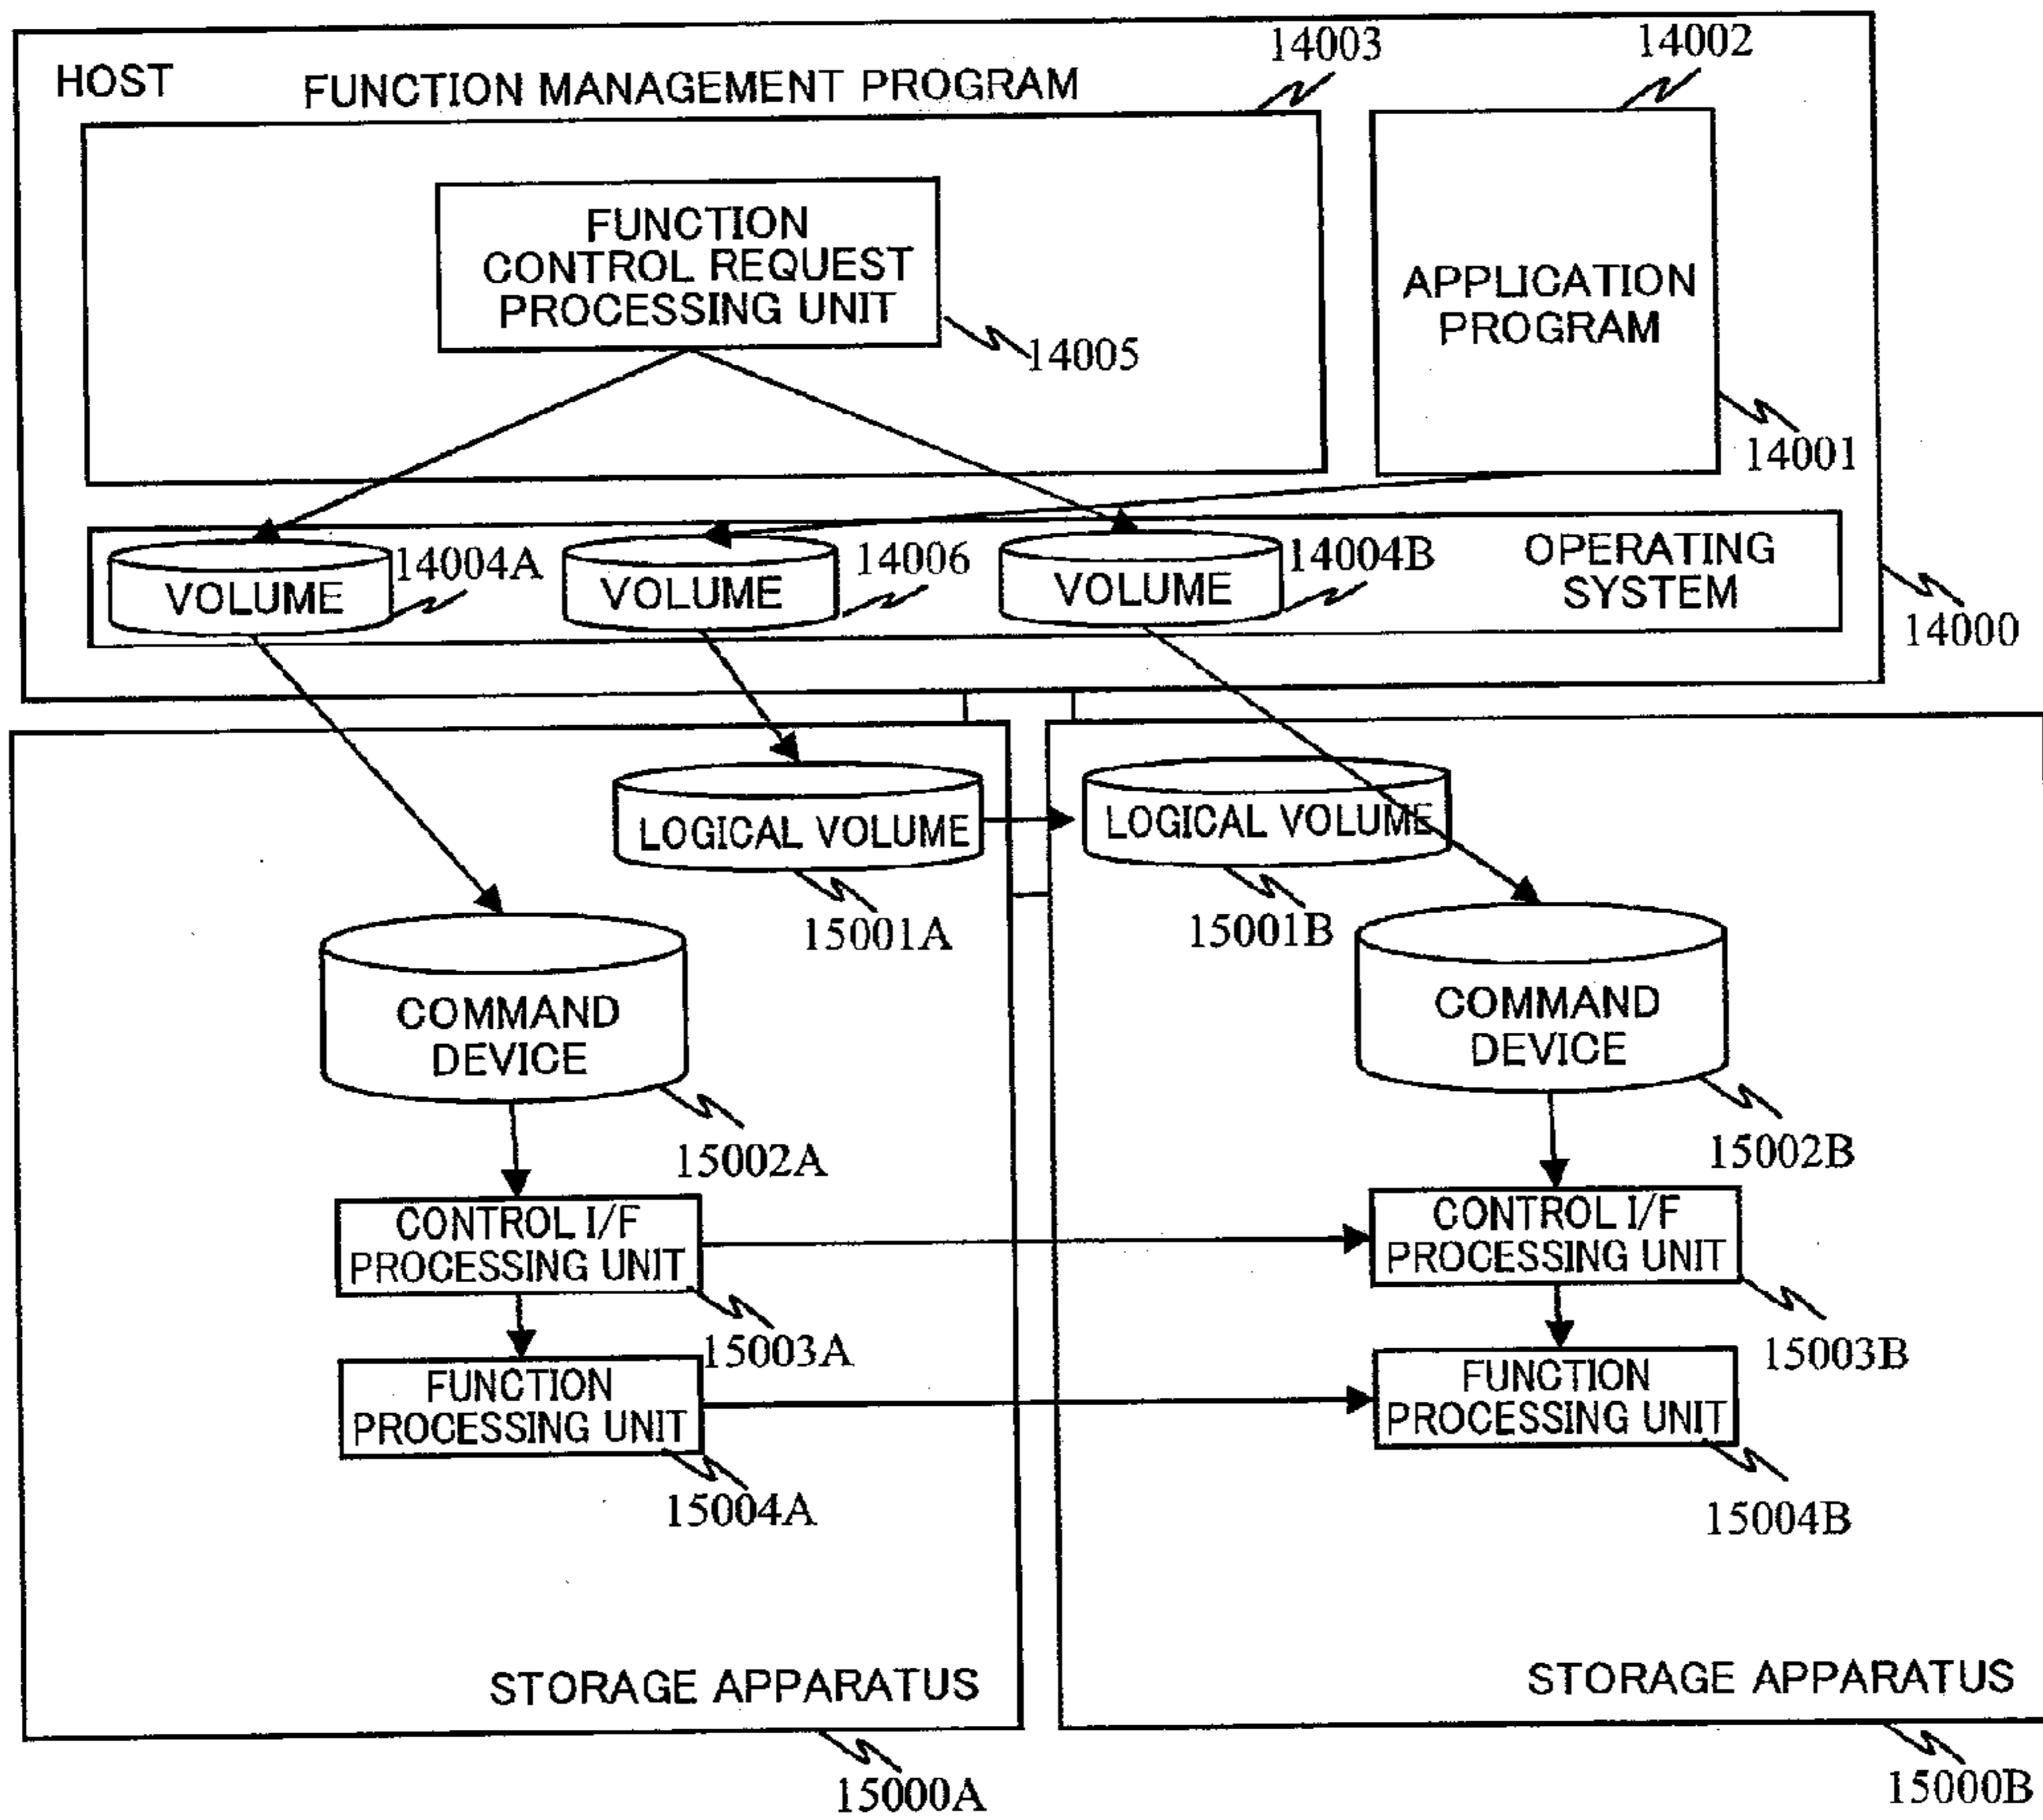 14003
14002
HOST
FUNCTION MANAGEMENT PROGRAM
FUNCTION
CONTROL REQUEST
PROCESSING UNIT
14005
APPLICATION
PROGRAM
14001
14004A
VOLUME
14006
VOLUME
14004B
VOLUME
OPERATING
SYSTEM
14000
LOGICAL VOLUME
15001A
LOGICAL VOLUME
15001B
COMMAND
DEVICE
15002A
COMMAND
DEVICE
15002B
CONTROL I/F
PROCESSING UNIT
15003A
CONTROL I/F
PROCESSING UNIT
15003B
FUNCTION
PROCESSING UNIT
15004A
FUNCTION
PROCESSING UNIT
15004B
STORAGE APPARATUS
15000A
STORAGE APPARATUS
15000B